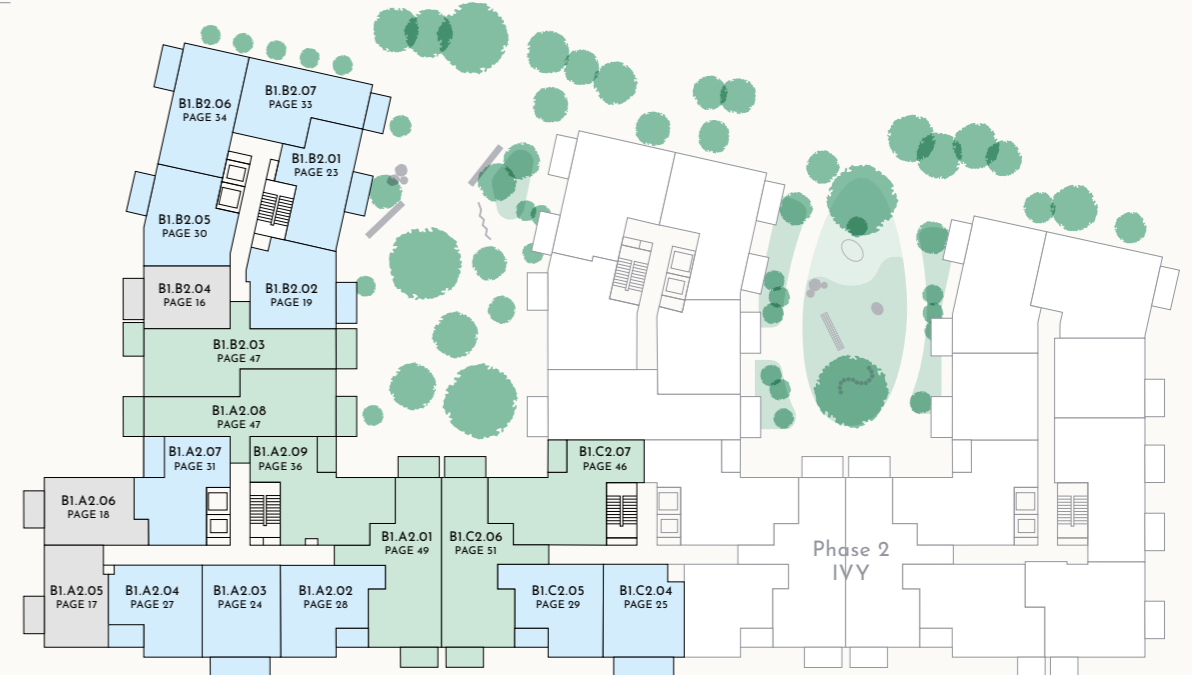 B1.B2.06
PAGE 34
B1.B2.07
PAGE 33
B1.B2.01
PAGE 23
B1.B2.05
PAGE 30
B1.B2.04
PAGE 16
B1.B2.02
PAGE 19
B1.B2.03
PAGE 47
B1.A2.08
PAGE 47
B1.A2.07
PAGE 31
B1.A2.09
PAGE 36
B1.C2.07
PAGE 46
B1.A2.06
PAGE 18
B1.A2.01
PAGE 49
B1.C2.06
PAGE 51
Phase 2
IVY
B1.A2.05
PAGE 17
B1.A2.04
PAGE 27
B1.A2.03
PAGE 24
B1.A2.02
PAGE 28
B1.C2.05
PAGE 29
B1.C2.04
PAGE 25